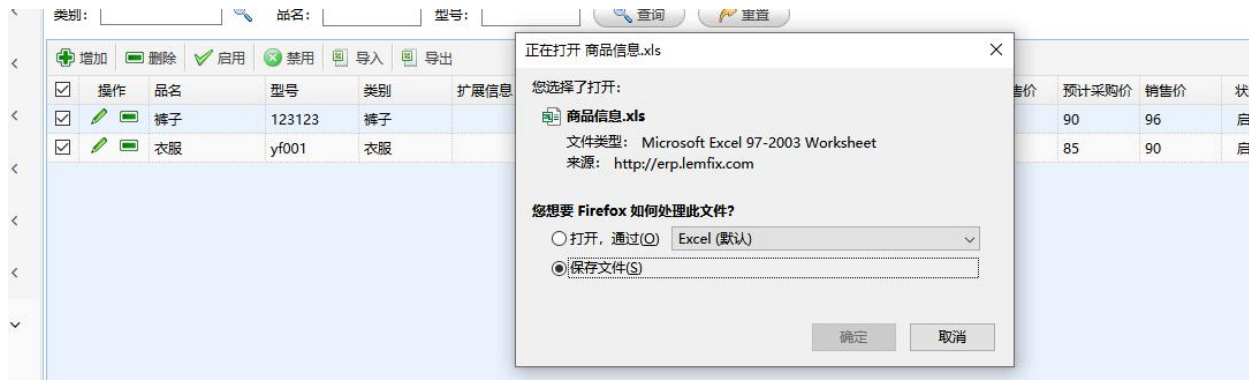 类别： 品名： 型号： 查询 重置
增加 删除 启用 禁用 导入 导出
操作 品名 型号 类别 扩展信息 售价 预计采购价 销售价 状
裤子 123123 裤子 90 96 启
衣服 yf001 衣服 85 90 启
正在打开 商品信息.xls
您选择了打开：
商品信息.xls
文件类型： Microsoft Excel 97-2003 Worksheet
来源： http://erp.lemfix.com
您想要 Firefox 如何处理此文件?
打开，通过(O) Excel (默认)
保存文件(S)
确定 取消